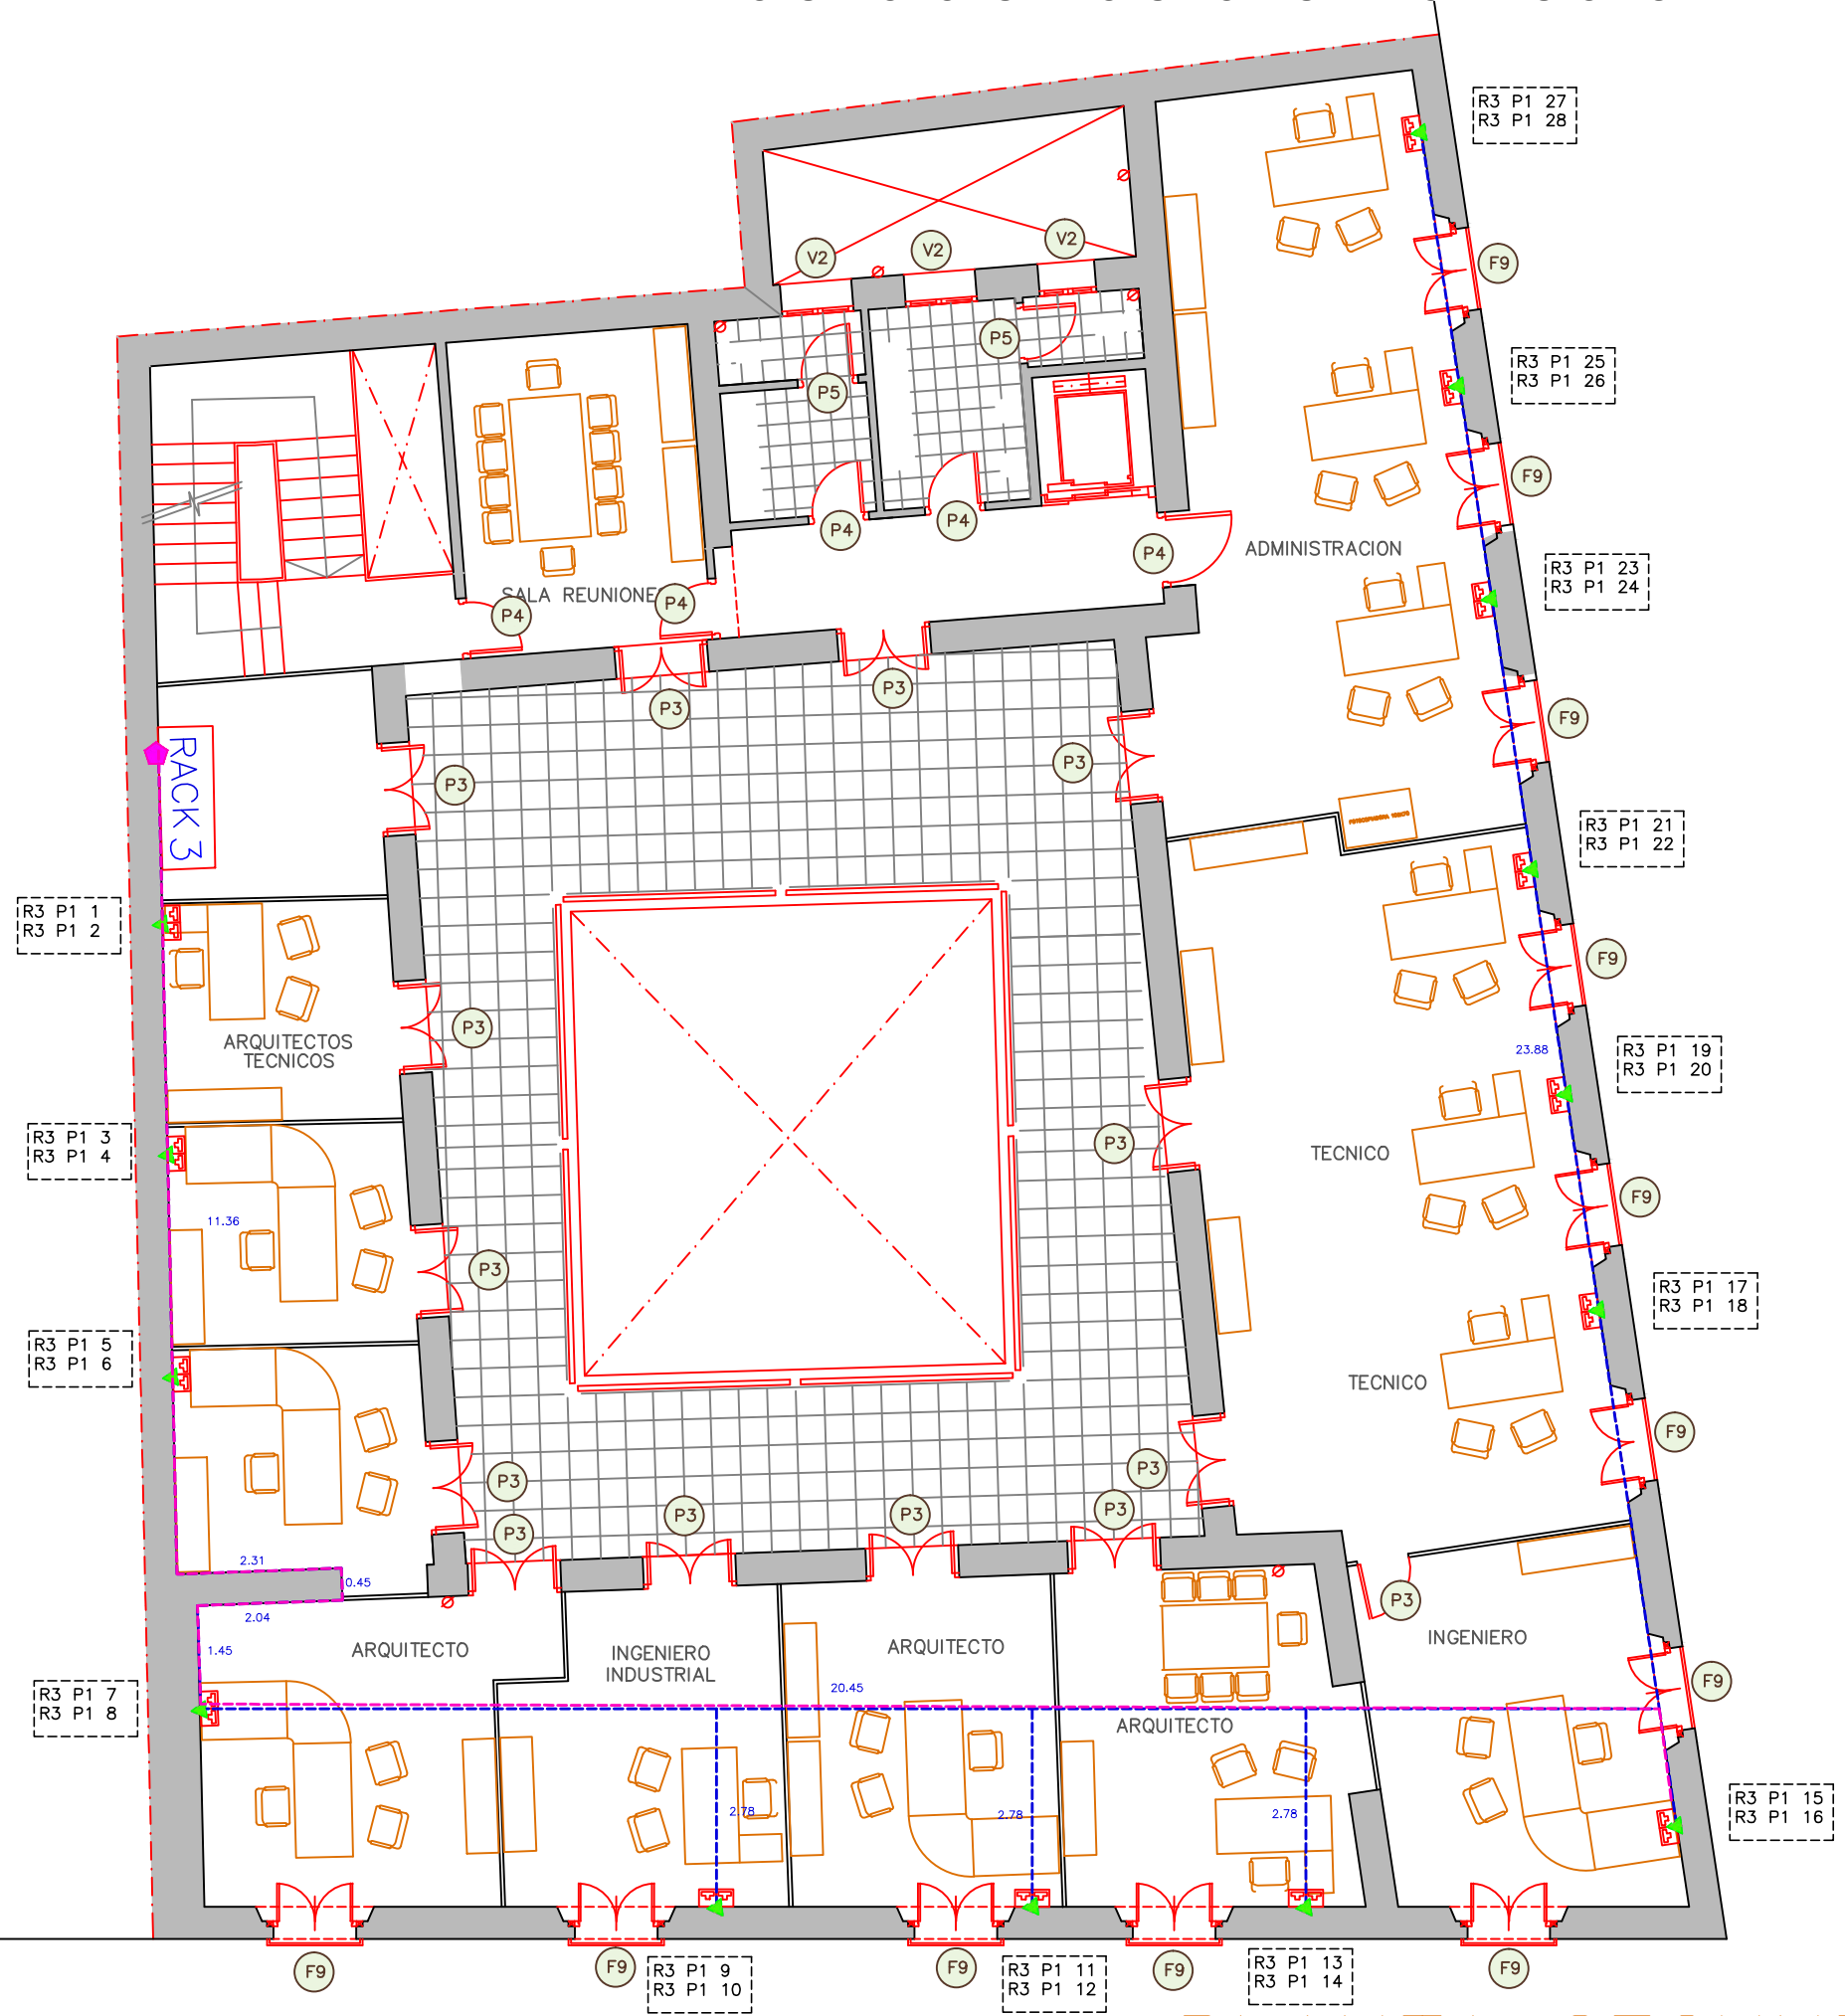 R3 P1 27
R3 P1 28
V2
V2
V2
F9
P5
R3 P1 25
R3 P1 26
P5
F9
P4
P4
P4
ADMINISTRACION
R3 P1 23
R3 P1 24
SALA REUNIONE
P4
P4
P3
P3
F9
P3
P3
RACK 3
R3 P1 21
R3 P1 22
R3 P1 1
R3 P1 2
F9
P3
ARQUITECTOS
TECNICOS
23.88
R3 P1 19
R3 P1 20
R3 P1 3
R3 P1 4
P3
TECNICO
F9
11.36
P3
R3 P1 17
R3 P1 18
R3 P1 5
R3 P1 6
TECNICO
F9
P3
P3
P3
P3
P3
P3
2.31
0.45
P3
2.04
1.45
ARQUITECTO
INGENIERO
INDUSTRIAL
ARQUITECTO
INGENIERO
R3 P1 7
R3 P1 8
20.45
F9
ARQUITECTO
2.78
2.78
2.78
R3 P1 15
R3 P1 16
F9
F9
F9
F9
F9
R3 P1 9
R3 P1 10
R3 P1 11
R3 P1 12
R3 P1 13
R3 P1 14